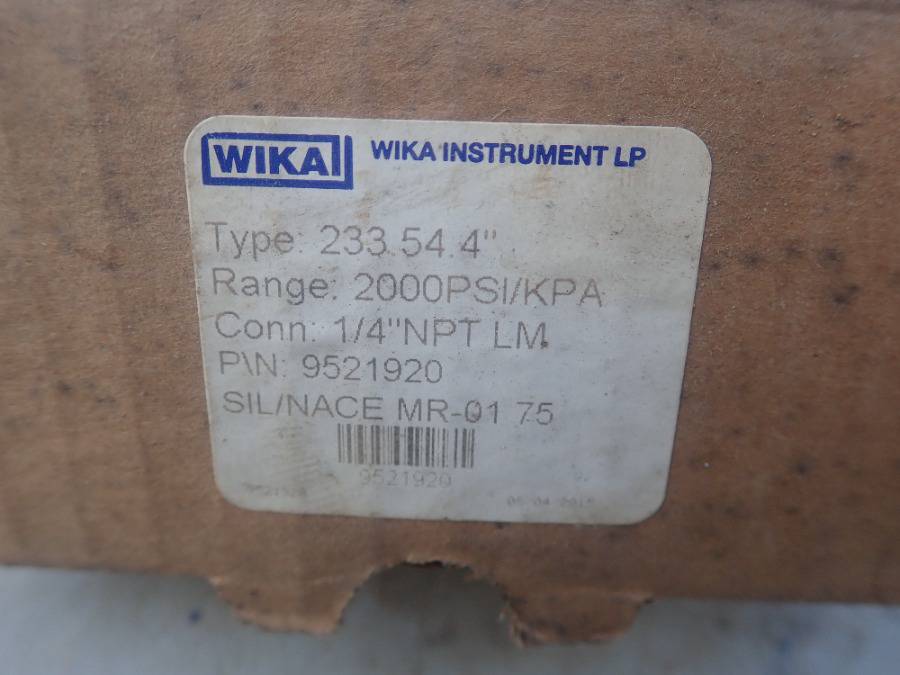 WIKA WIKA INSTRUMENT LP
Type: 233.54.4"
Range: 2000PSI/KPA
Conn: 1/4"NPT LM
P\N: 9521920
SIL/NACE MR-01 75
9521920
9521920